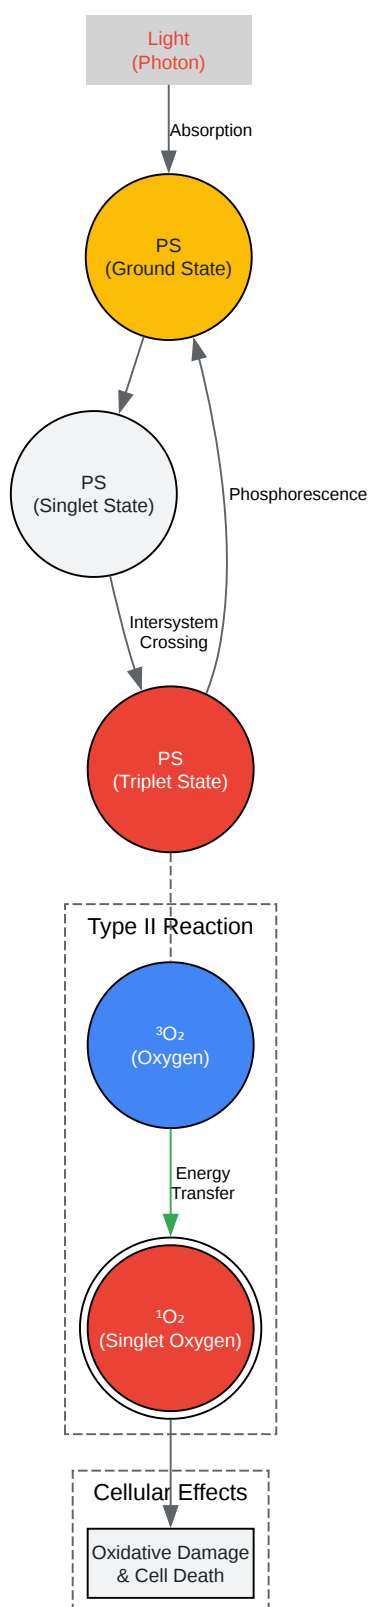 Light
(Photon)
Absorption
PS
(Ground State)
PS
(Singlet State)
Phosphorescence
Intersystem
Crossing
PS
(Triplet State)
Type II Reaction
³O₂
(Oxygen)
Energy
Transfer
¹O₂
(Singlet Oxygen)
Cellular Effects
Oxidative Damage
& Cell Death